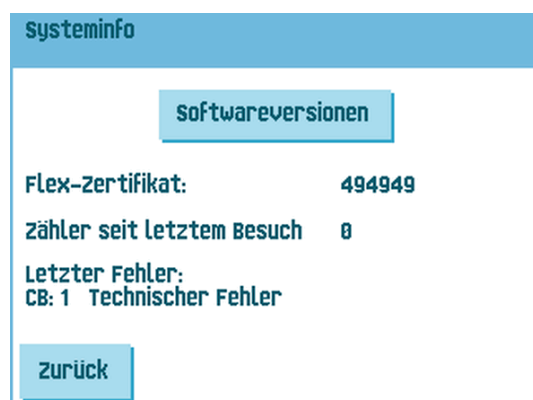 Systeminfo
Softwareversionen
Flex-Zertifikat: 494949
Zähler seit letztem Besuch 0
Letzter Fehler:
CB: 1 Technischer Fehler
Zurück